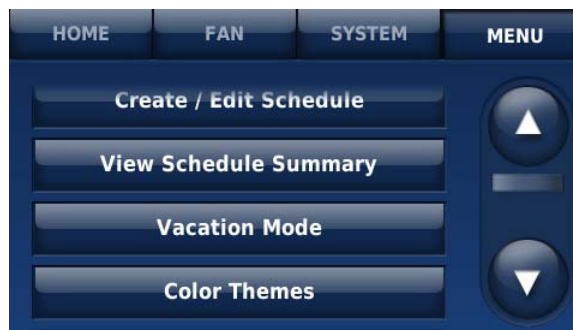 HOME FAN SYSTEM MENU
Create / Edit Schedule
View Schedule Summary
Vacation Mode
Color Themes